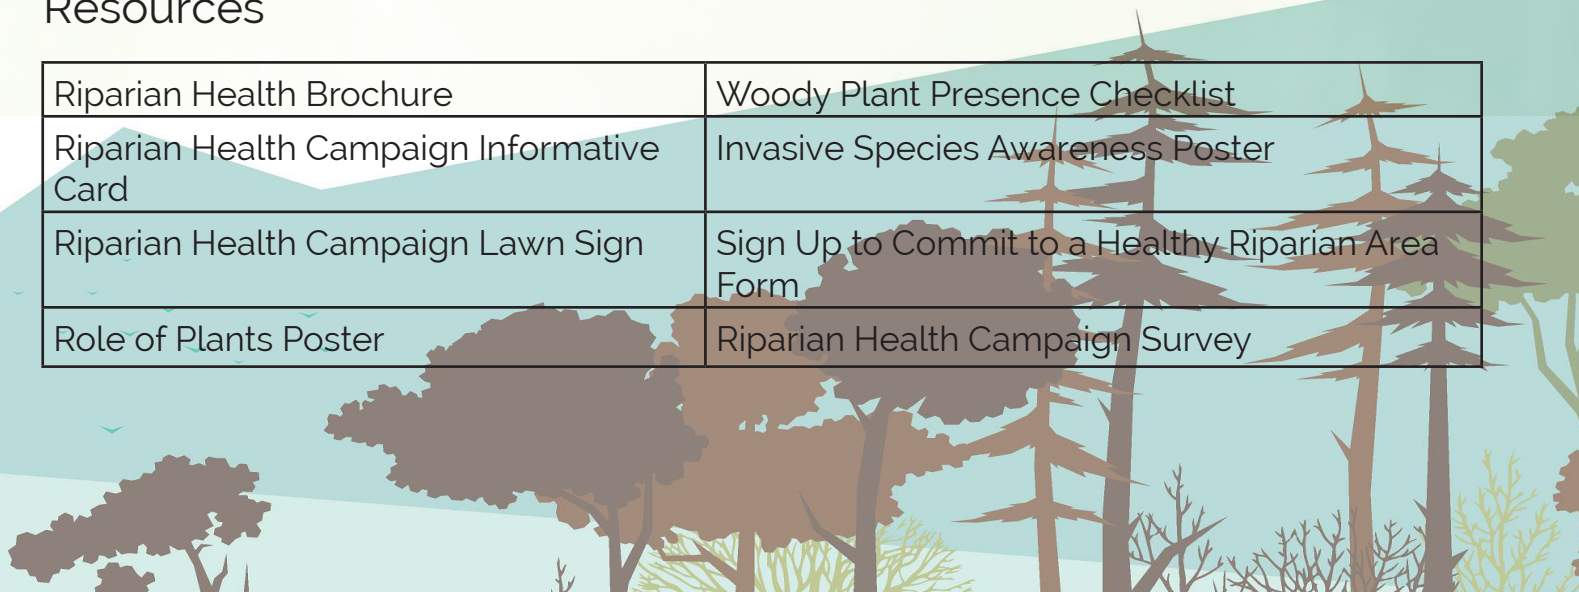 Resources
Riparian Health Brochure
Woody Plant Presence Checklist
Riparian Health Campaign Informative
Card
Invasive Species Awareness Poster
Riparian Health Campaign Lawn Sign
Sign Up to Commit to a Healthy Riparian Area
Form
Role of Plants Poster
Riparian Health Campaign Survey